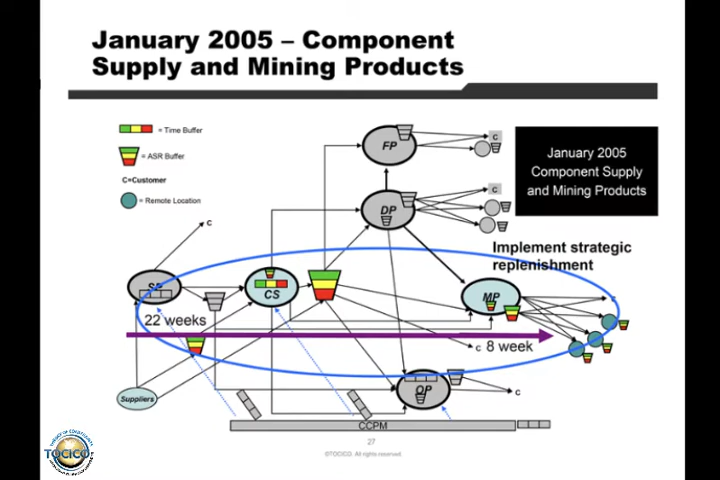 January 2005 – Component
Supply and Mining Products
= Time Buffer
= ASR Buffer
C=Customer
= Remote Location
FP
C
January 2005
Component Supply
and Mining Products
C
DP
C
Implement strategic
replenishment
CS
MP
22 weeks
C 8 week
Suppliers
OP
C
CCPM
27
©TOCICO. All rights reserved.
TOCICO